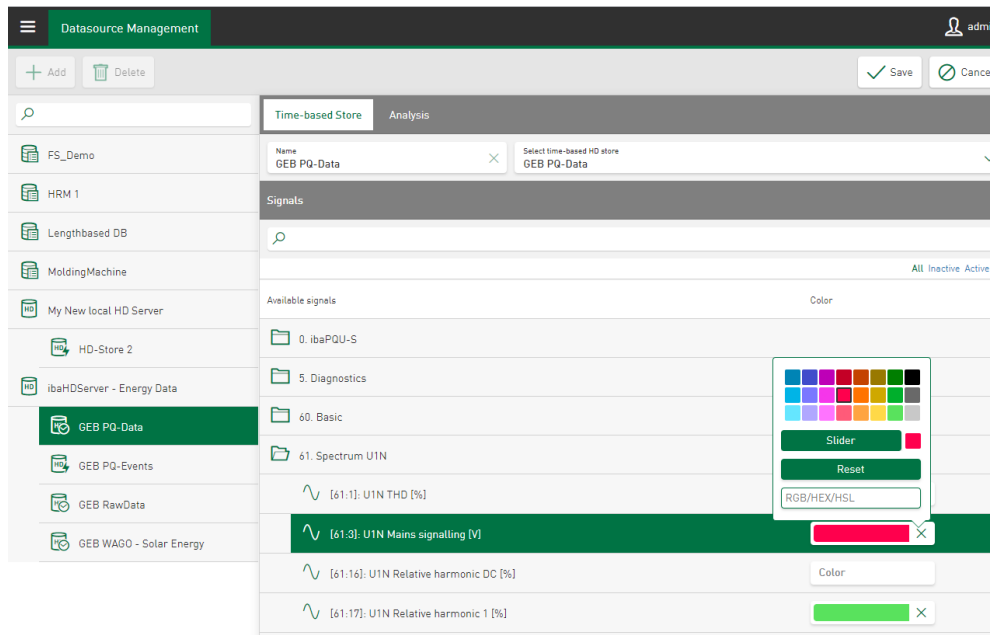 Datasource Management
admi
Add
Delete
Save
Cance
FS_Demo
HRM 1
Lengthbased DB
MoldingMachine
My New local HD Server
HD-Store 2
ibaHDServer - Energy Data
GEB PQ-Data
GEB PQ-Events
GEB RawData
GEB WAGO - Solar Energy
Time-based Store
Analysis
Name
GEB PQ-Data
Select time-based HD store
GEB PQ-Data
Signals
All Inactive Active
Available signals
Color
0. ibaPQU-S
5. Diagnostics
60. Basic
61. Spectrum U1N
[61:1]: U1N THD [%]
[61:3]: U1N Mains signalling [V]
[61:16]: U1N Relative harmonic DC [%]
Color
[61:17]: U1N Relative harmonic 1 [%]
Slider
Reset
RGB/HEX/HSL